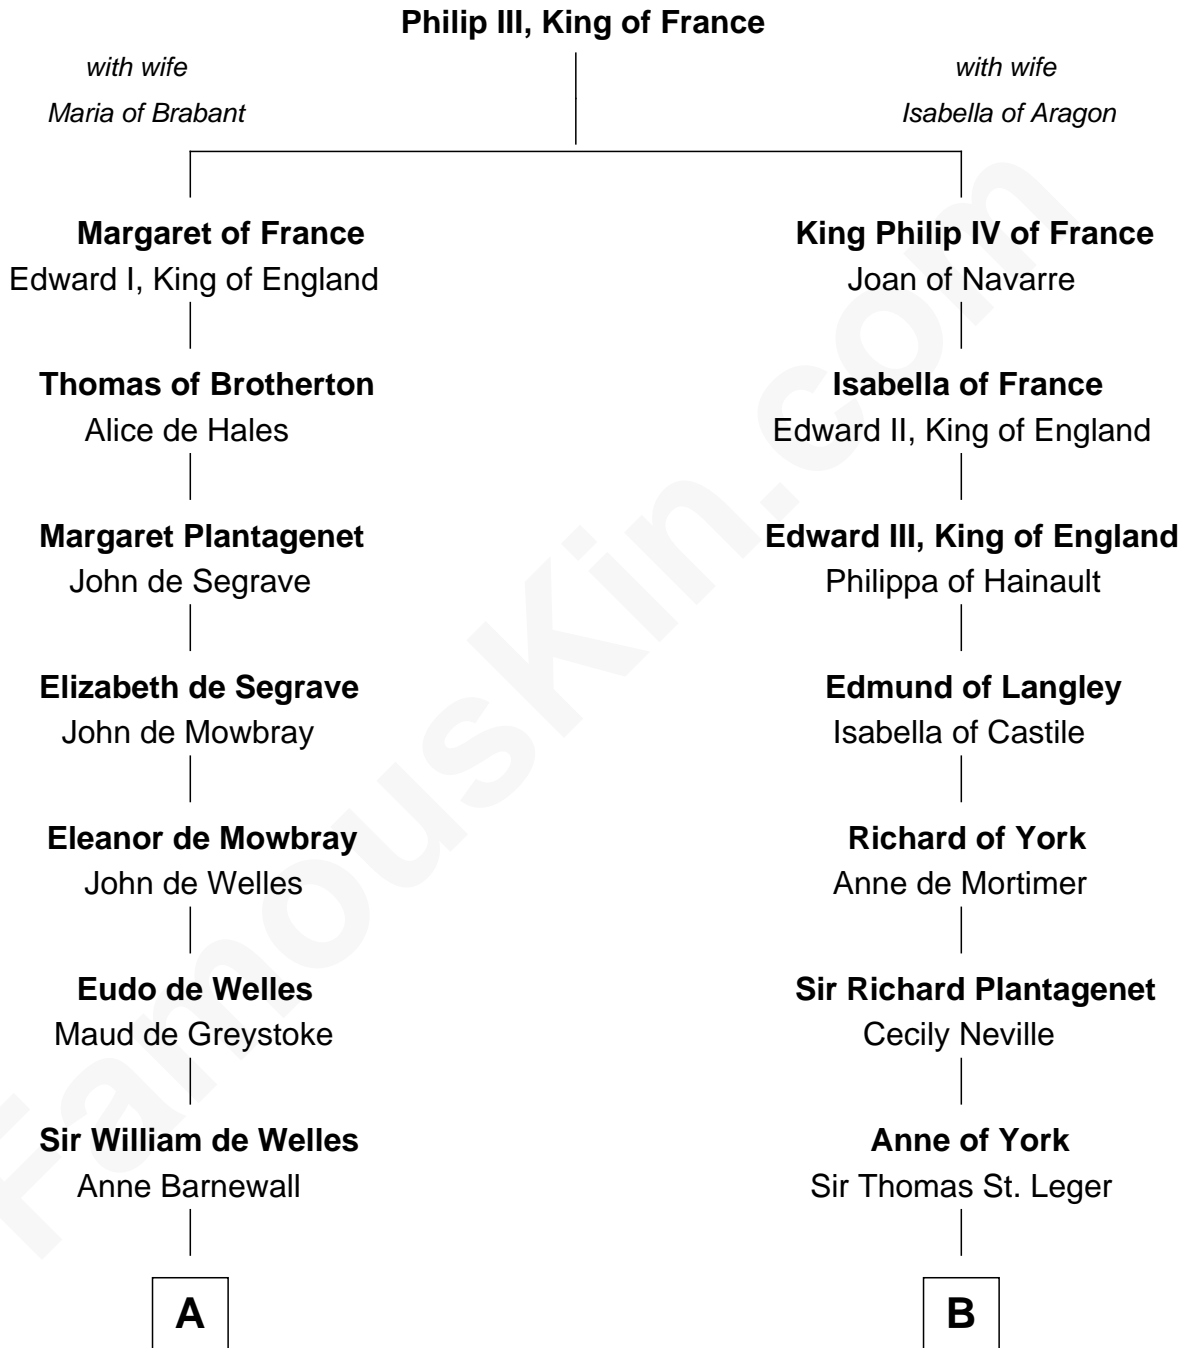 Philip III, King of France
with wife
Maria of Brabant
with wife
Isabella of Aragon
Margaret of France
Edward I, King of England
King Philip IV of France
Joan of Navarre
Thomas of Brotherton
Alice de Hales
Isabella of France
Edward II, King of England
Margaret Plantagenet
John de Segrave
Edward III, King of England
Philippa of Hainault
Elizabeth de Segrave
John de Mowbray
Edmund of Langley
Isabella of Castile
Eleanor de Mowbray
John de Welles
Richard of York
Anne de Mortimer
Eudo de Welles
Maud de Greystoke
Sir Richard Plantagenet
Cecily Neville
Sir William de Welles
Anne Barnewall
Anne of York
Sir Thomas St. Leger
A
B
FamousKin.com